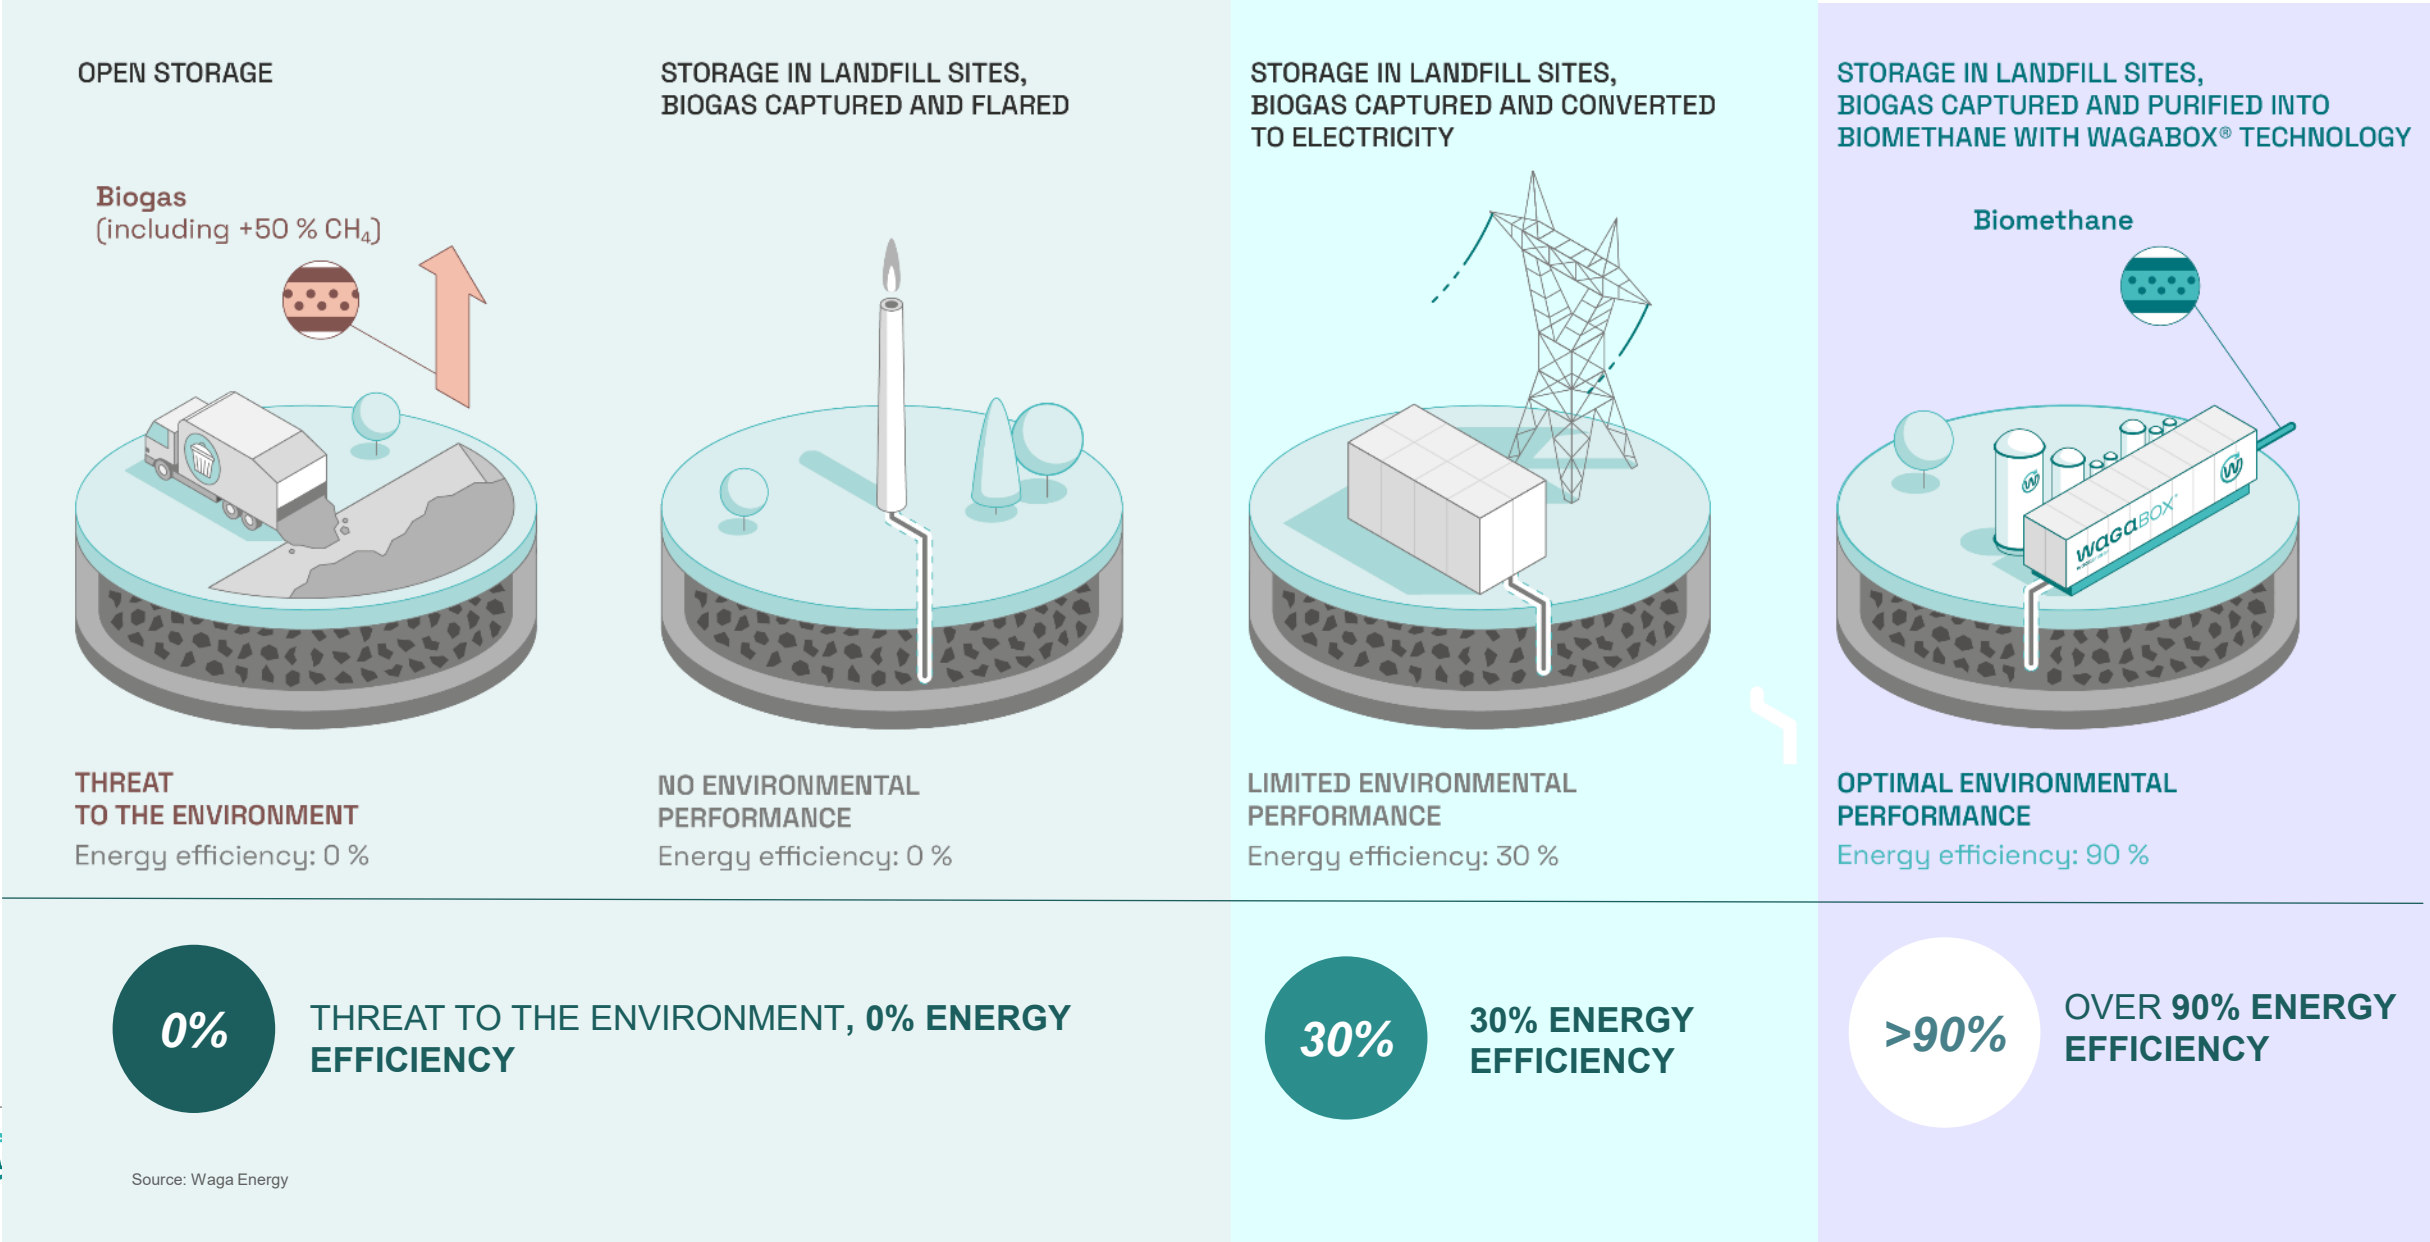 OPEN STORAGE
Biogas
(including +50 % CH₄)
THREAT
TO THE ENVIRONMENT
Energy efficiency: 0 %
STORAGE IN LANDFILL SITES,
BIOGAS CAPTURED AND FLARED
NO ENVIRONMENTAL
PERFORMANCE
Energy efficiency: 0 %
STORAGE IN LANDFILL SITES,
BIOGAS CAPTURED AND CONVERTED
TO ELECTRICITY
LIMITED ENVIRONMENTAL
PERFORMANCE
Energy efficiency: 30 %
STORAGE IN LANDFILL SITES,
BIOGAS CAPTURED AND PURIFIED INTO
BIOMETHANE WITH WAGABOX® TECHNOLOGY
Biomethane
W
W
waGaBOX
OPTIMAL ENVIRONMENTAL
PERFORMANCE
Energy efficiency: 90 %
0%
THREAT TO THE ENVIRONMENT, 0% ENERGY
EFFICIENCY
30%
30% ENERGY
EFFICIENCY
>90%
OVER 90% ENERGY
EFFICIENCY
Source: Waga Energy